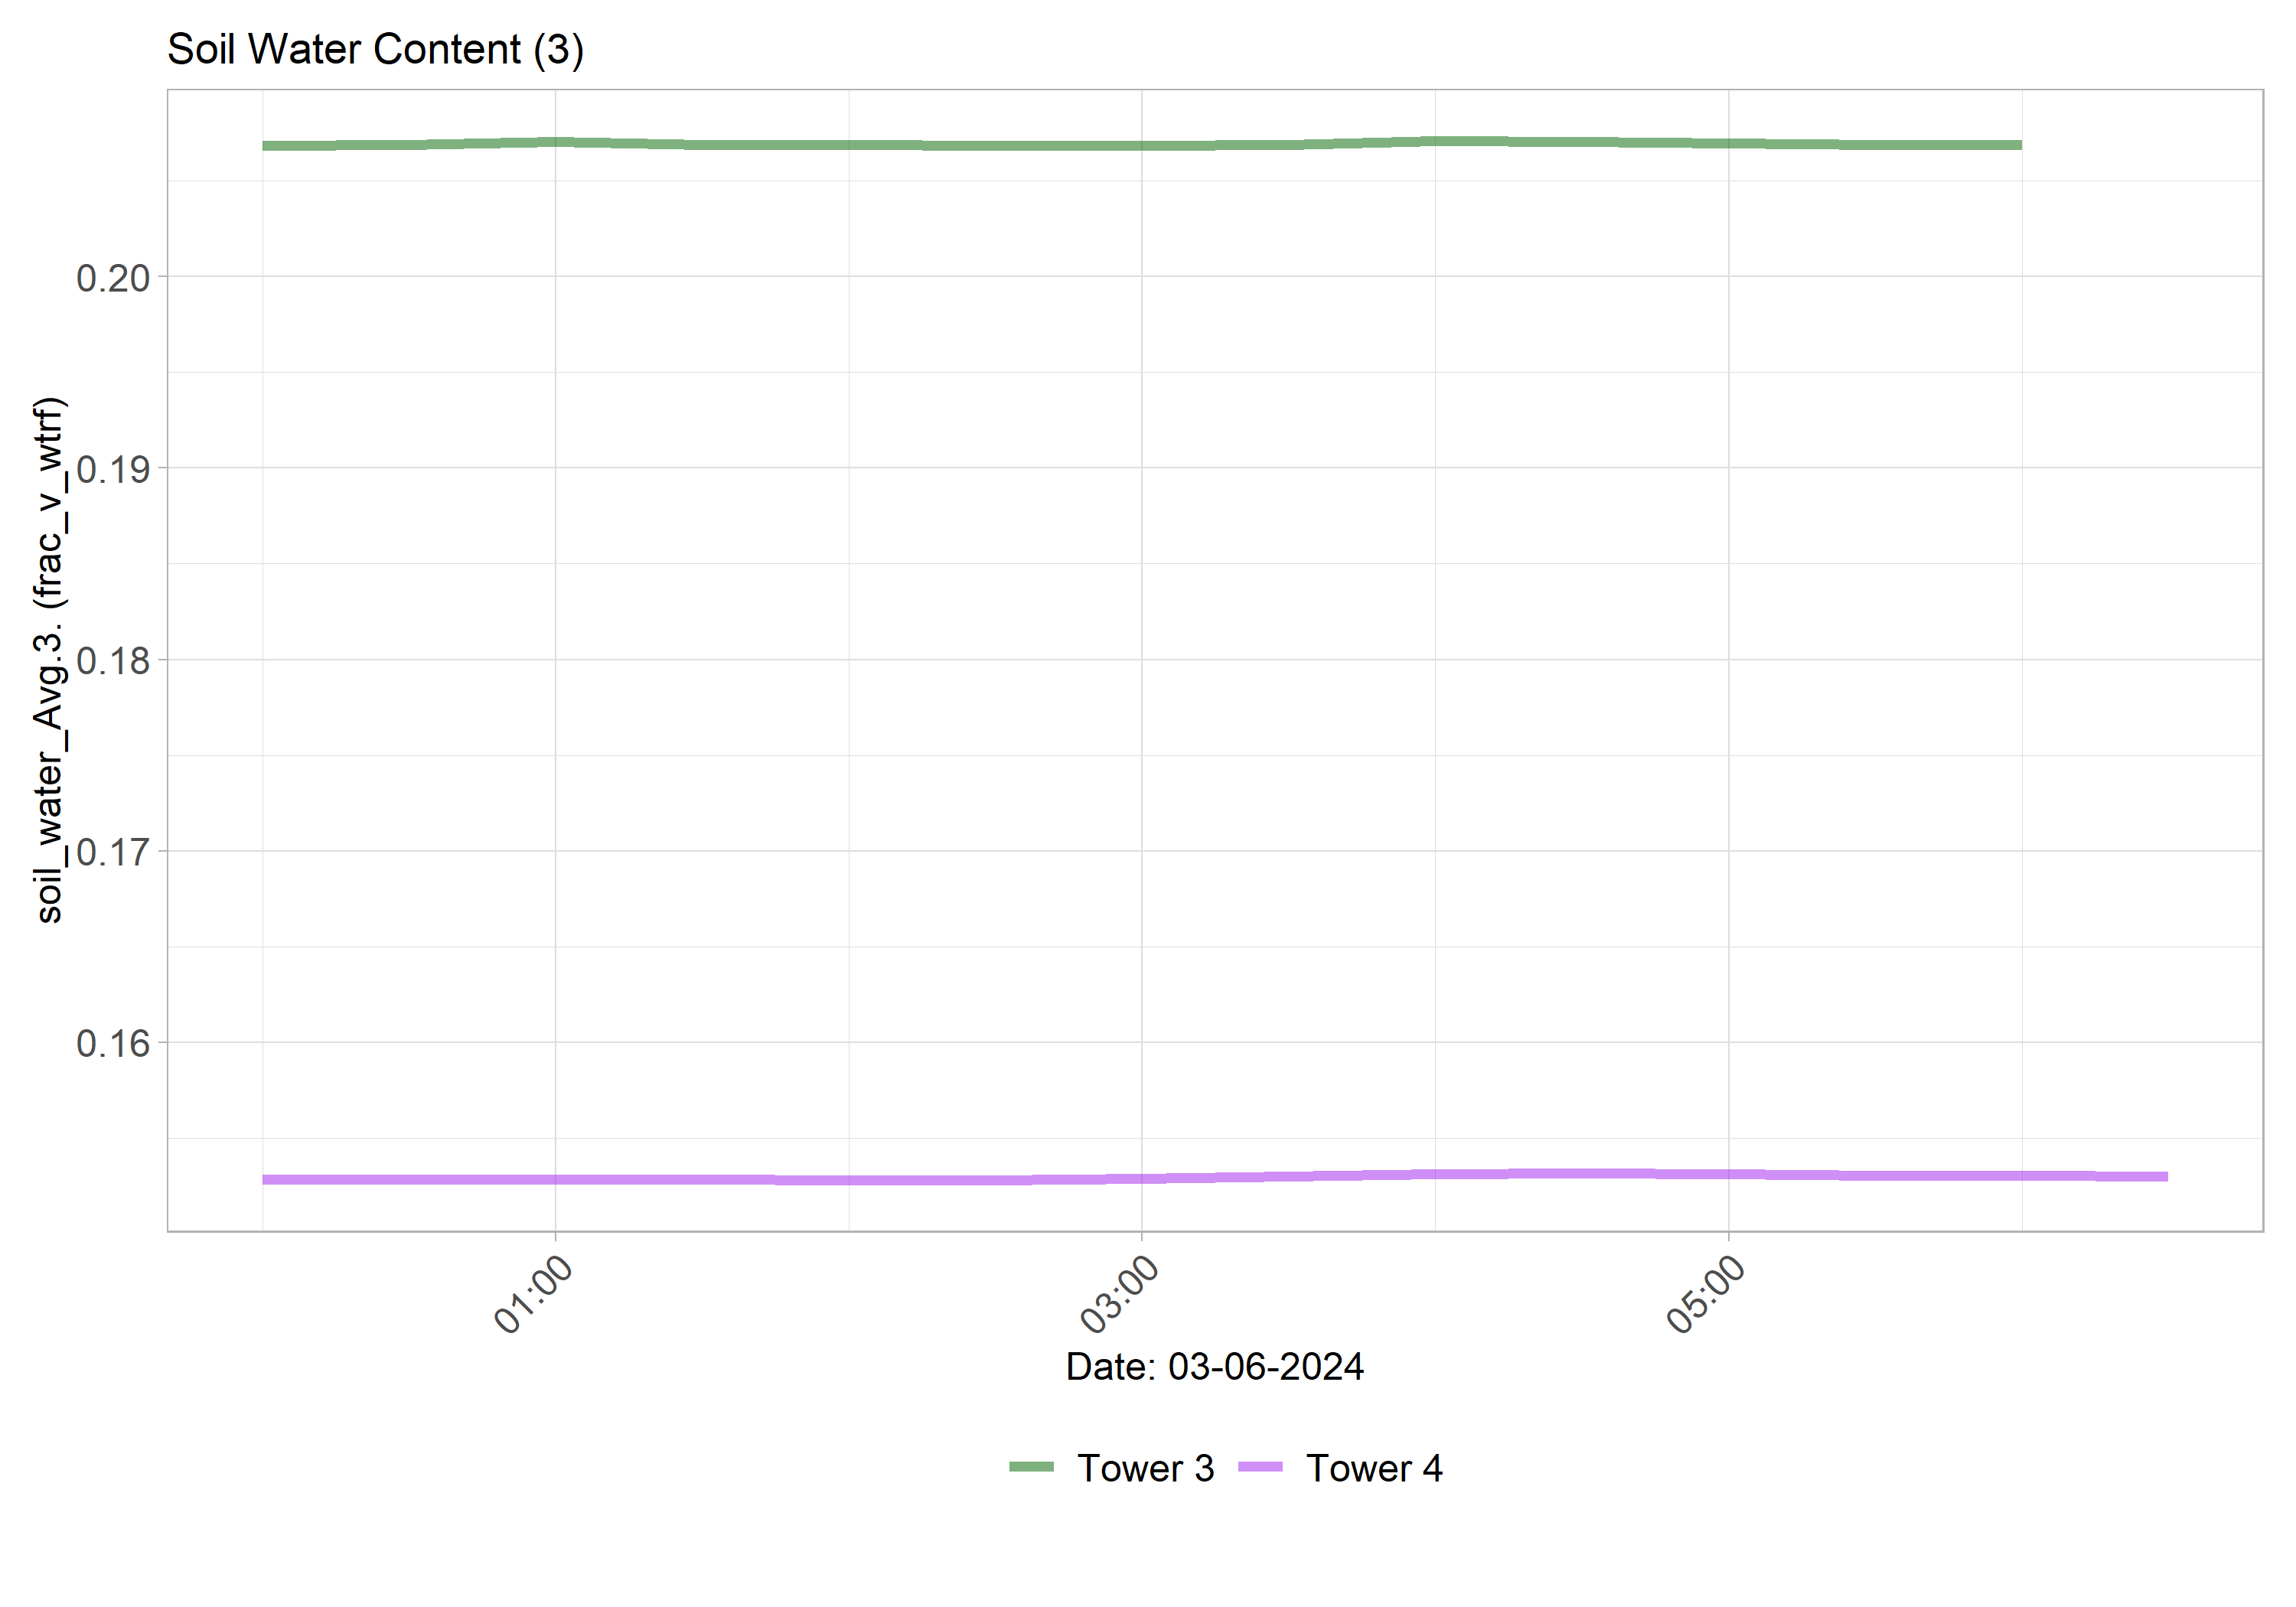 Soil Water Content (3)
soil_water_Avg.3. (frac_v_wtrf)
0.20
0.19
0.18
0.17
0.16
01:00
03:00
05:00
Date: 03-06-2024
Tower 3
Tower 4